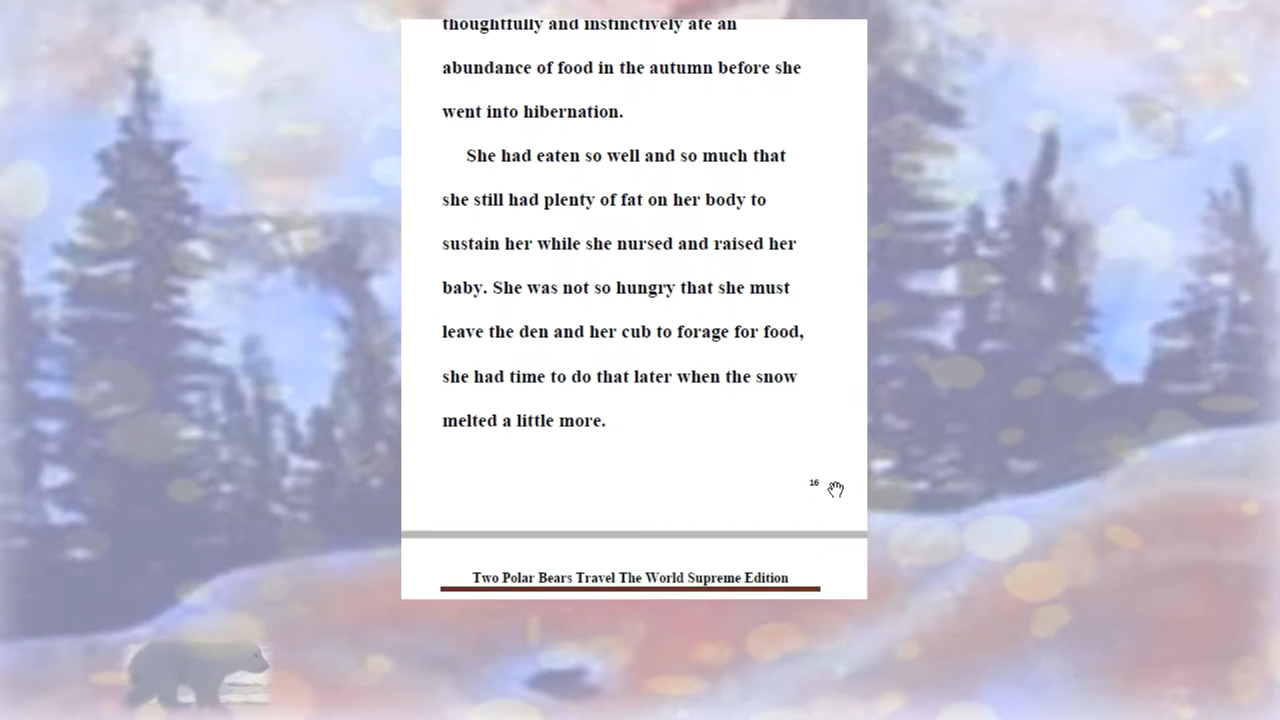 thoughtfully and instinctively ate an
abundance of food in the autumn before she
went into hibernation.
She had eaten so well and so much that
she still had plenty of fat on her body to
sustain her while she nursed and raised her
baby. She was not so hungry that she must
leave the den and her cub to forage for food,
she had time to do that later when the snow
melted a little more.
16
Two Polar Bears Travel The World Supreme Edition